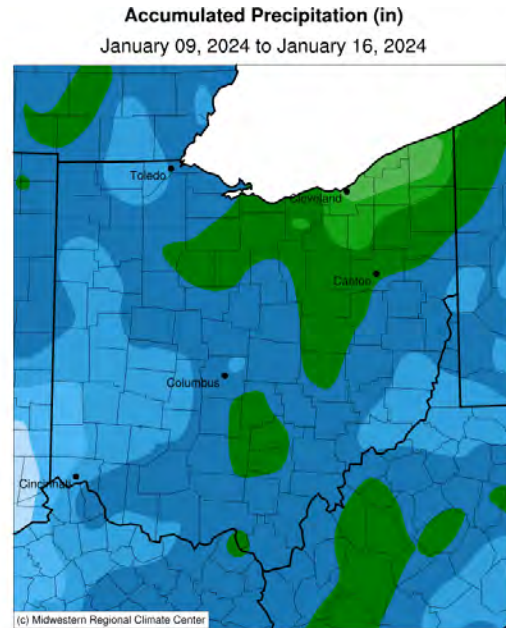 Accumulated Precipitation (in)
January 09, 2024 to January 16, 2024
Toledo
Cleveland
Canton
Columbus
Cincinnati
(c) Midwestern Regional Climate Center